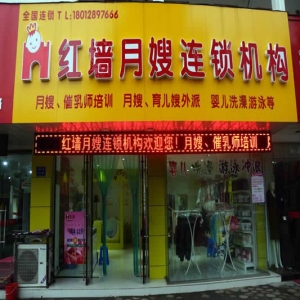 全国连锁 TL:18012897666
红墙月嫂连锁机构
月嫂、催乳师培训 月嫂、育儿嫂外派 婴儿洗澡游泳等
红墙月嫂连锁机构欢迎您!月嫂、催乳师培训